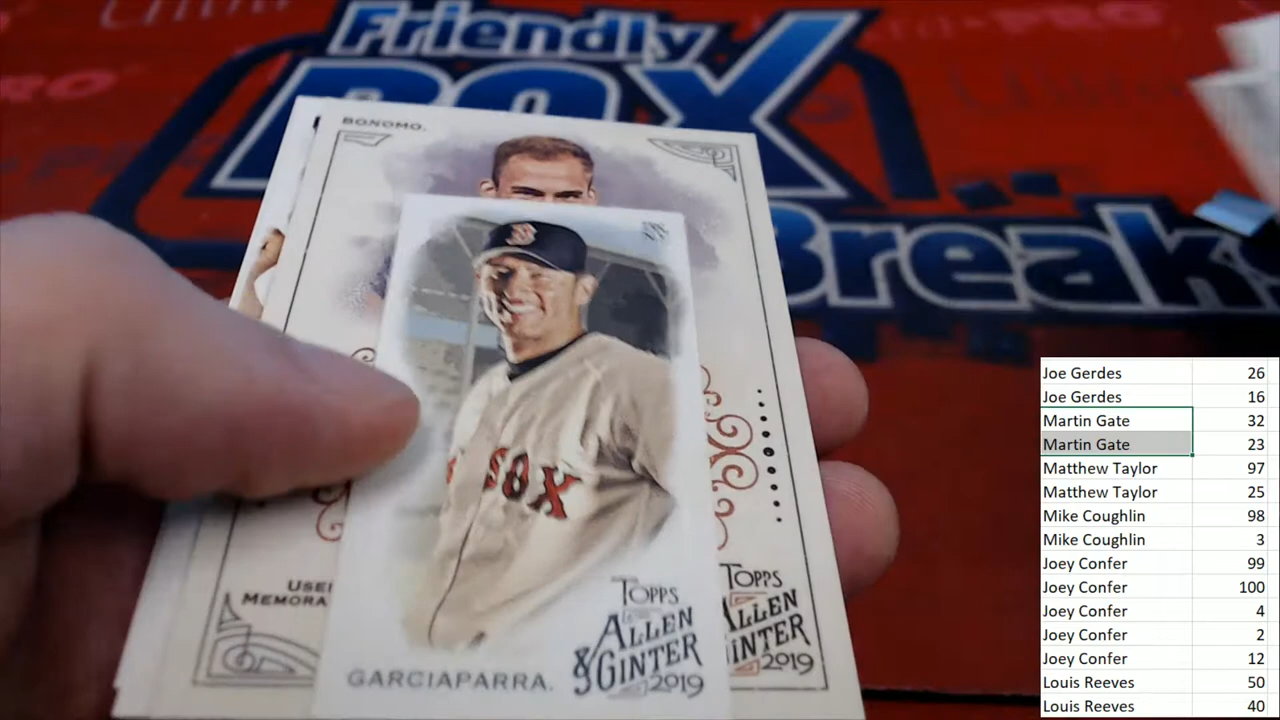 Friendly
BOX
Breaks
PRO
RO
BONOMO.
SOX
USE
MEMORA
TOPPS
ALLEN
& GINTER
2019
GARCIAPARRA.
TOPPS
ALLEN
GINTER
2019
Joe Gerdes 26
Joe Gerdes 16
Martin Gate 32
Martin Gate 23
Matthew Taylor 97
Matthew Taylor 25
Mike Coughlin 98
Mike Coughlin 3
Joey Confer 99
Joey Confer 100
Joey Confer 4
Joey Confer 2
Joey Confer 12
Louis Reeves 50
Louis Reeves 40